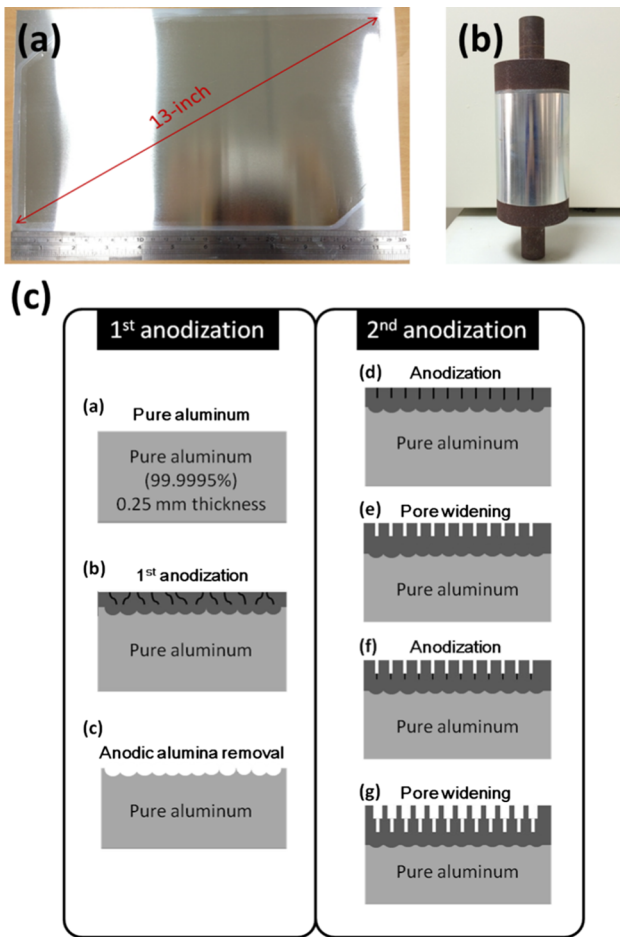 (a)
13-inch
(b)
(c)
1st anodization
(a)
Pure aluminum
Pure aluminum
(99.9995%)
0.25 mm thickness
(b)
1st anodization
Pure aluminum
(c)
Anodic alumina removal
Pure aluminum
2nd anodization
(d)
Anodization
Pure aluminum
(e)
Pore widening
Pure aluminum
(f)
Anodization
Pure aluminum
(g)
Pore widening
Pure aluminum